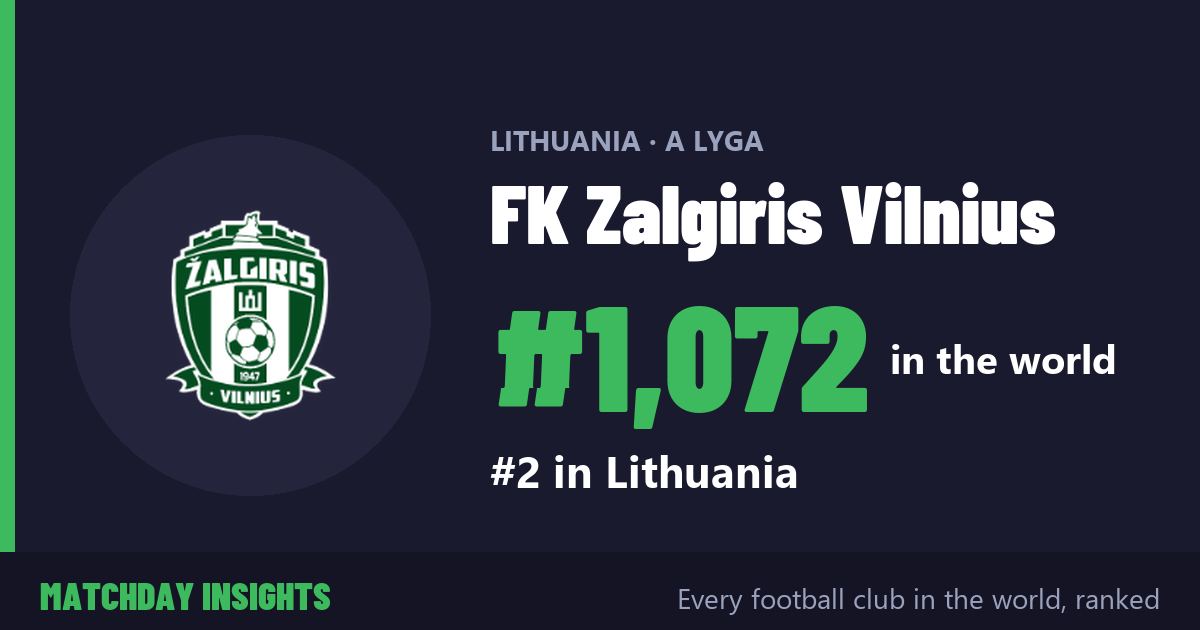 LITHUANIA · A LYGA
FK Zalgiris Vilnius
#1,072 in the world
#2 in Lithuania
ŽALGIRIS
1947
· VILNIUS ·
MATCHDAY INSIGHTS
Every football club in the world, ranked